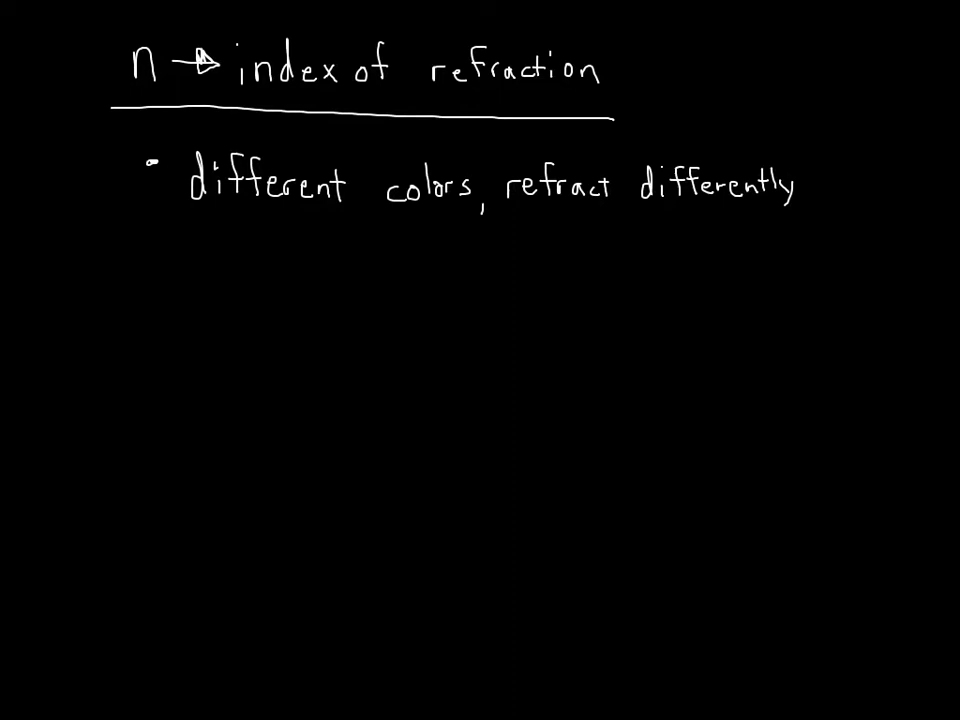 n → index of refraction
• different colors, refract differently